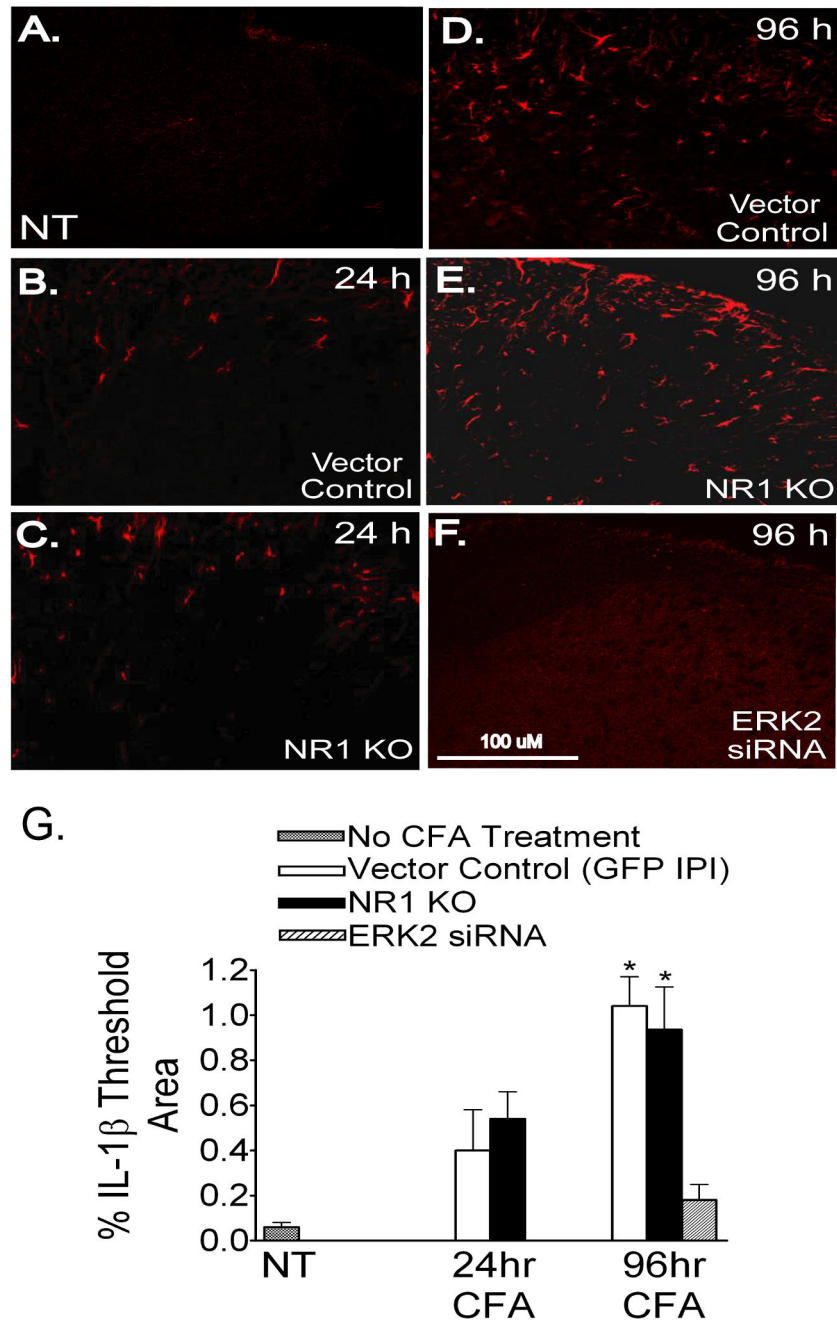 A.
NT
D.
96 h
Vector
Control
B.
24 h
Vector
Control
E.
96 h
NR1 KO
C.
24 h
NR1 KO
F.
96 h
ERK2
siRNA
100 uM
G.
No CFA Treatment
Vector Control (GFP IPI)
NR1 KO
ERK2 siRNA
% IL-1β Threshold
Area
1.2
1.0
0.8
0.6
0.4
0.2
0.0
* *
NT
24hr
CFA
96hr
CFA